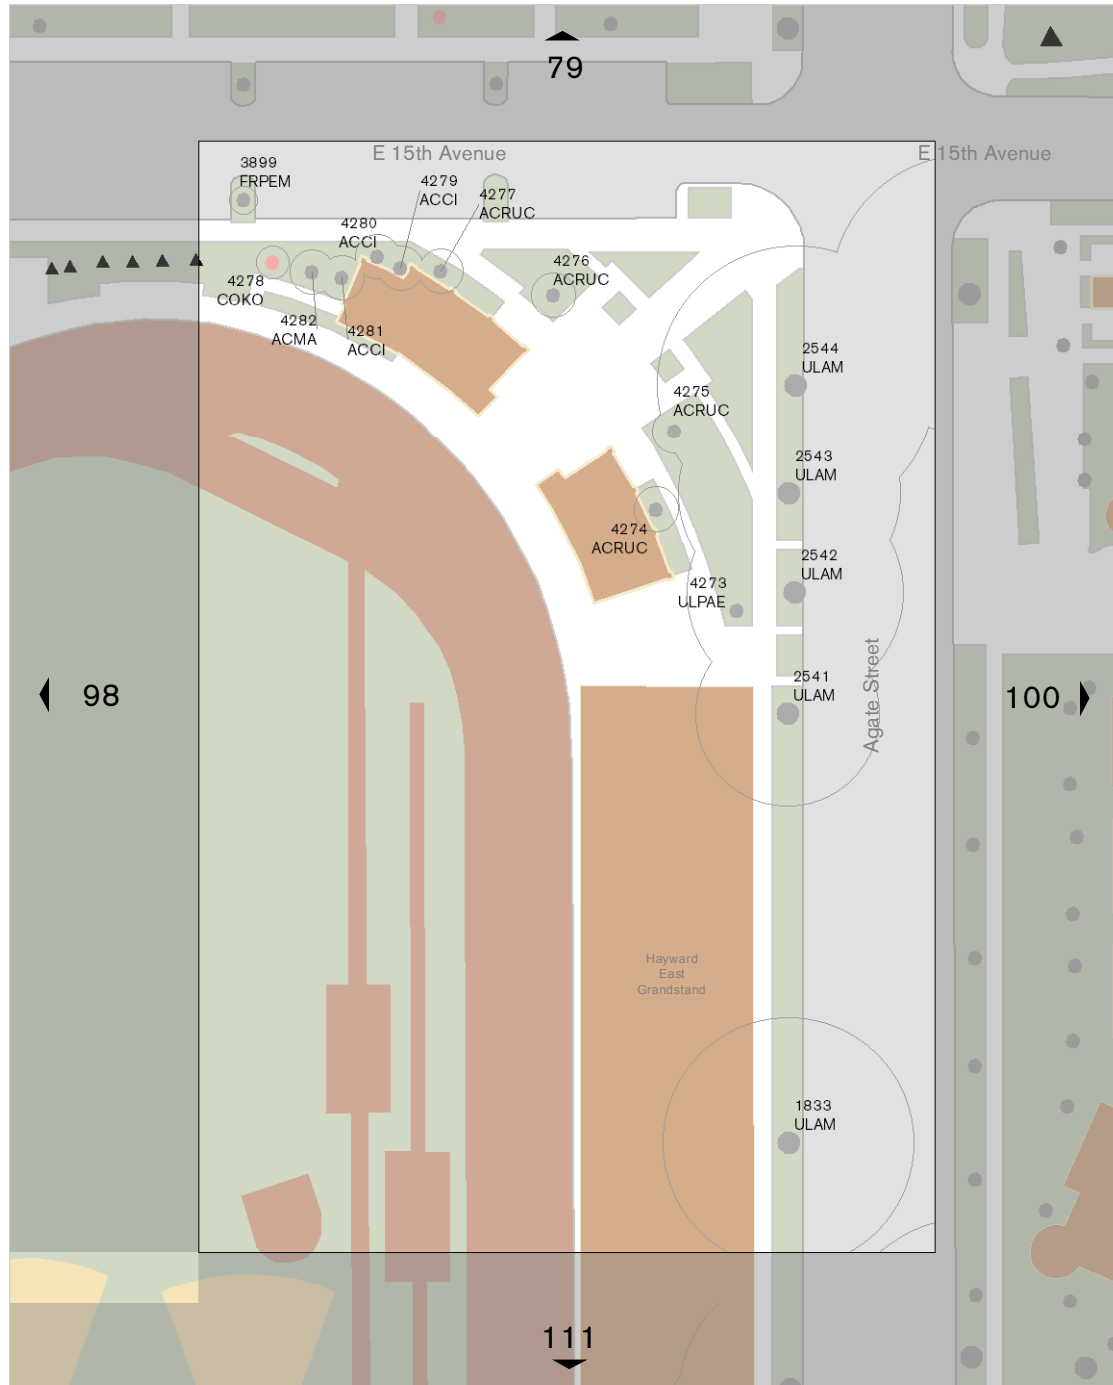 79
E 15th Avenue
E 15th Avenue
3899
FRPEM
4279
ACCI
4277
ACRUC
4280
ACCI
4276
ACRUC
4278
COKO
4282
ACMA
4281
ACCI
2544
ULAM
4275
ACRUC
2543
ULAM
4274
ACRUC
2542
ULAM
4273
ULPAE
2541
ULAM
Agate Street
98
100
Hayward
East
Grandstand
1833
ULAM
111